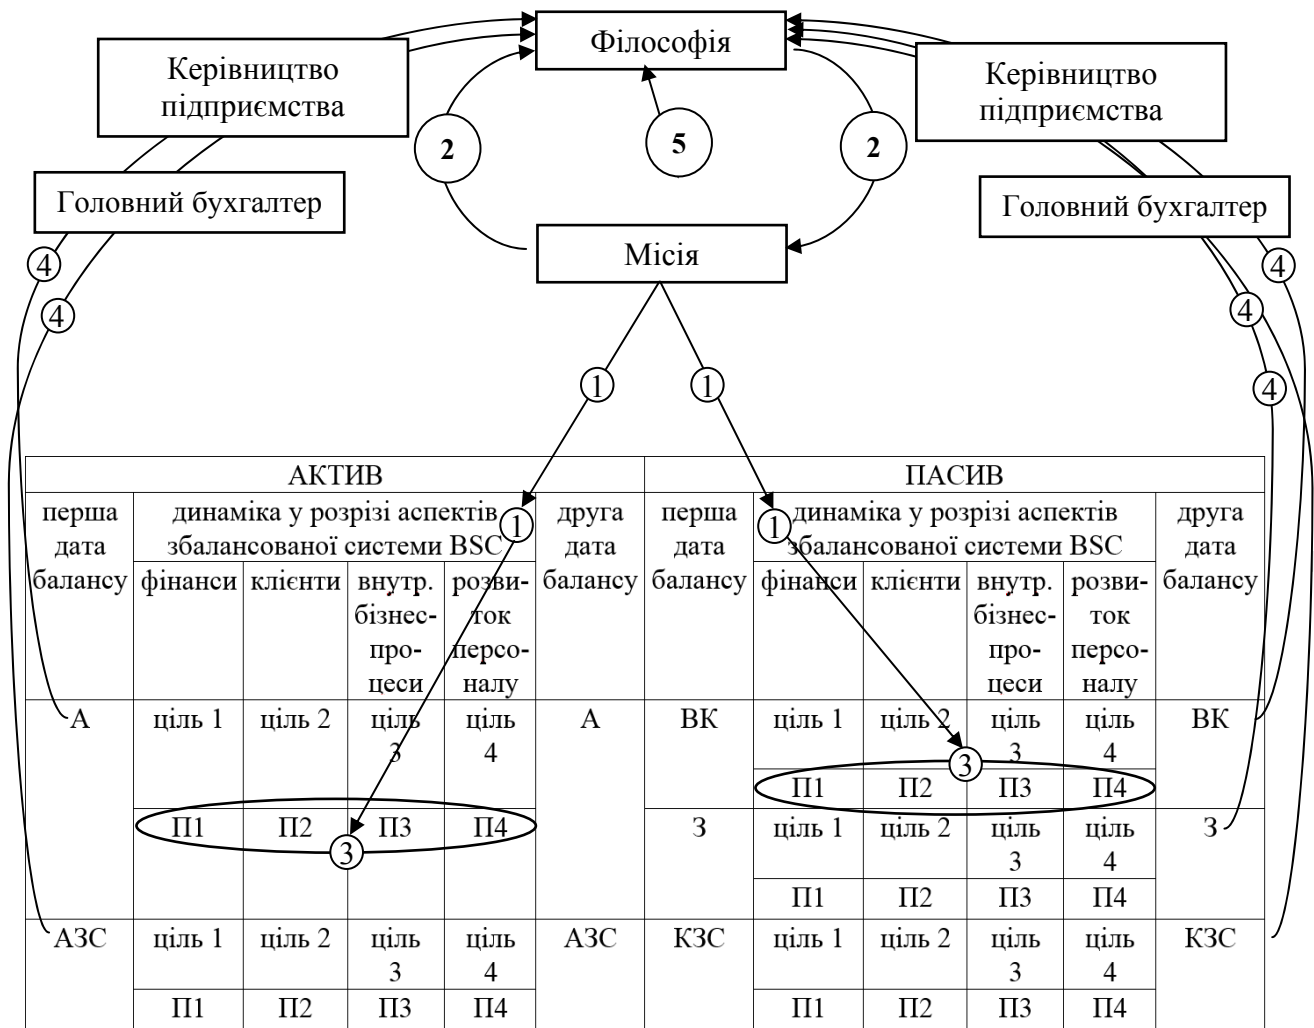 Філософія
Керівництво
підприємства
Керівництво
підприємства
2
5
2
Головний бухгалтер
Головний бухгалтер
Місія
4
4
4
4
4
1
1
АКТИВ
ПАСИВ
перша
дата
балансу
динаміка у розрізі аспектів
збалансованої системи BSC
1
друга
дата
балансу
перша
дата
балансу
1
динаміка у розрізі аспектів
збалансованої системи BSC
друга
дата
балансу
фінанси
клієнти
внутр.
бізнес-
про-
цеси
розви-
ток
персо-
налу
фінанси
клієнти
внутр.
бізнес-
про-
цеси
розви-
ток
персо-
налу
А
ціль 1
ціль 2
ціль
3
ціль
4
А
ВК
ціль 1
ціль 2
ціль
3
ціль
4
ВК
3
П1
П2
П3
П4
П1
П2
П3
П4
3
З
ціль 1
ціль 2
ціль
3
ціль
4
З
П1
П2
П3
П4
АЗС
ціль 1
ціль 2
ціль
3
ціль
4
АЗС
КЗС
ціль 1
ціль 2
ціль
3
ціль
4
КЗС
П1
П2
П3
П4
П1
П2
П3
П4